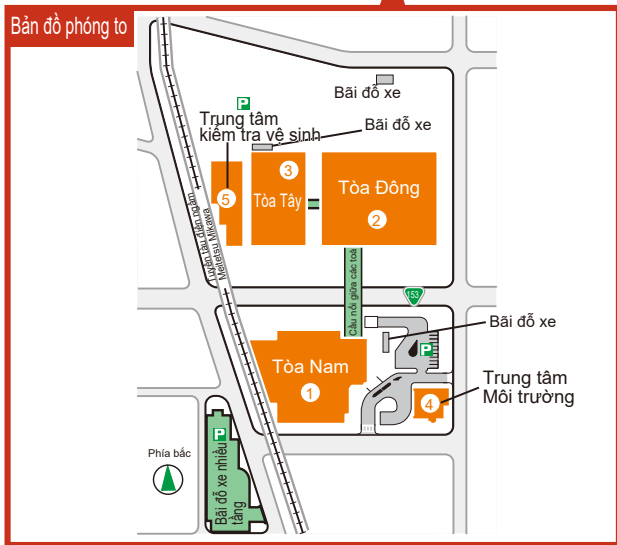 Bản đồ phóng to
Bãi đỗ xe
P
Trung tâm
kiểm tra vệ sinh
Bãi đỗ xe
3
Tòa Tây
5
Tòa Đông
2
Tuyến tàu điện ngầm
Meitetsu Mikawa
Cầu nối giữa các toà
153
Bãi đỗ xe
P
Tòa Nam
1
Trung tâm
Môi trường
4
P
Bãi đỗ xe nhiều
tầng
Phía bắc